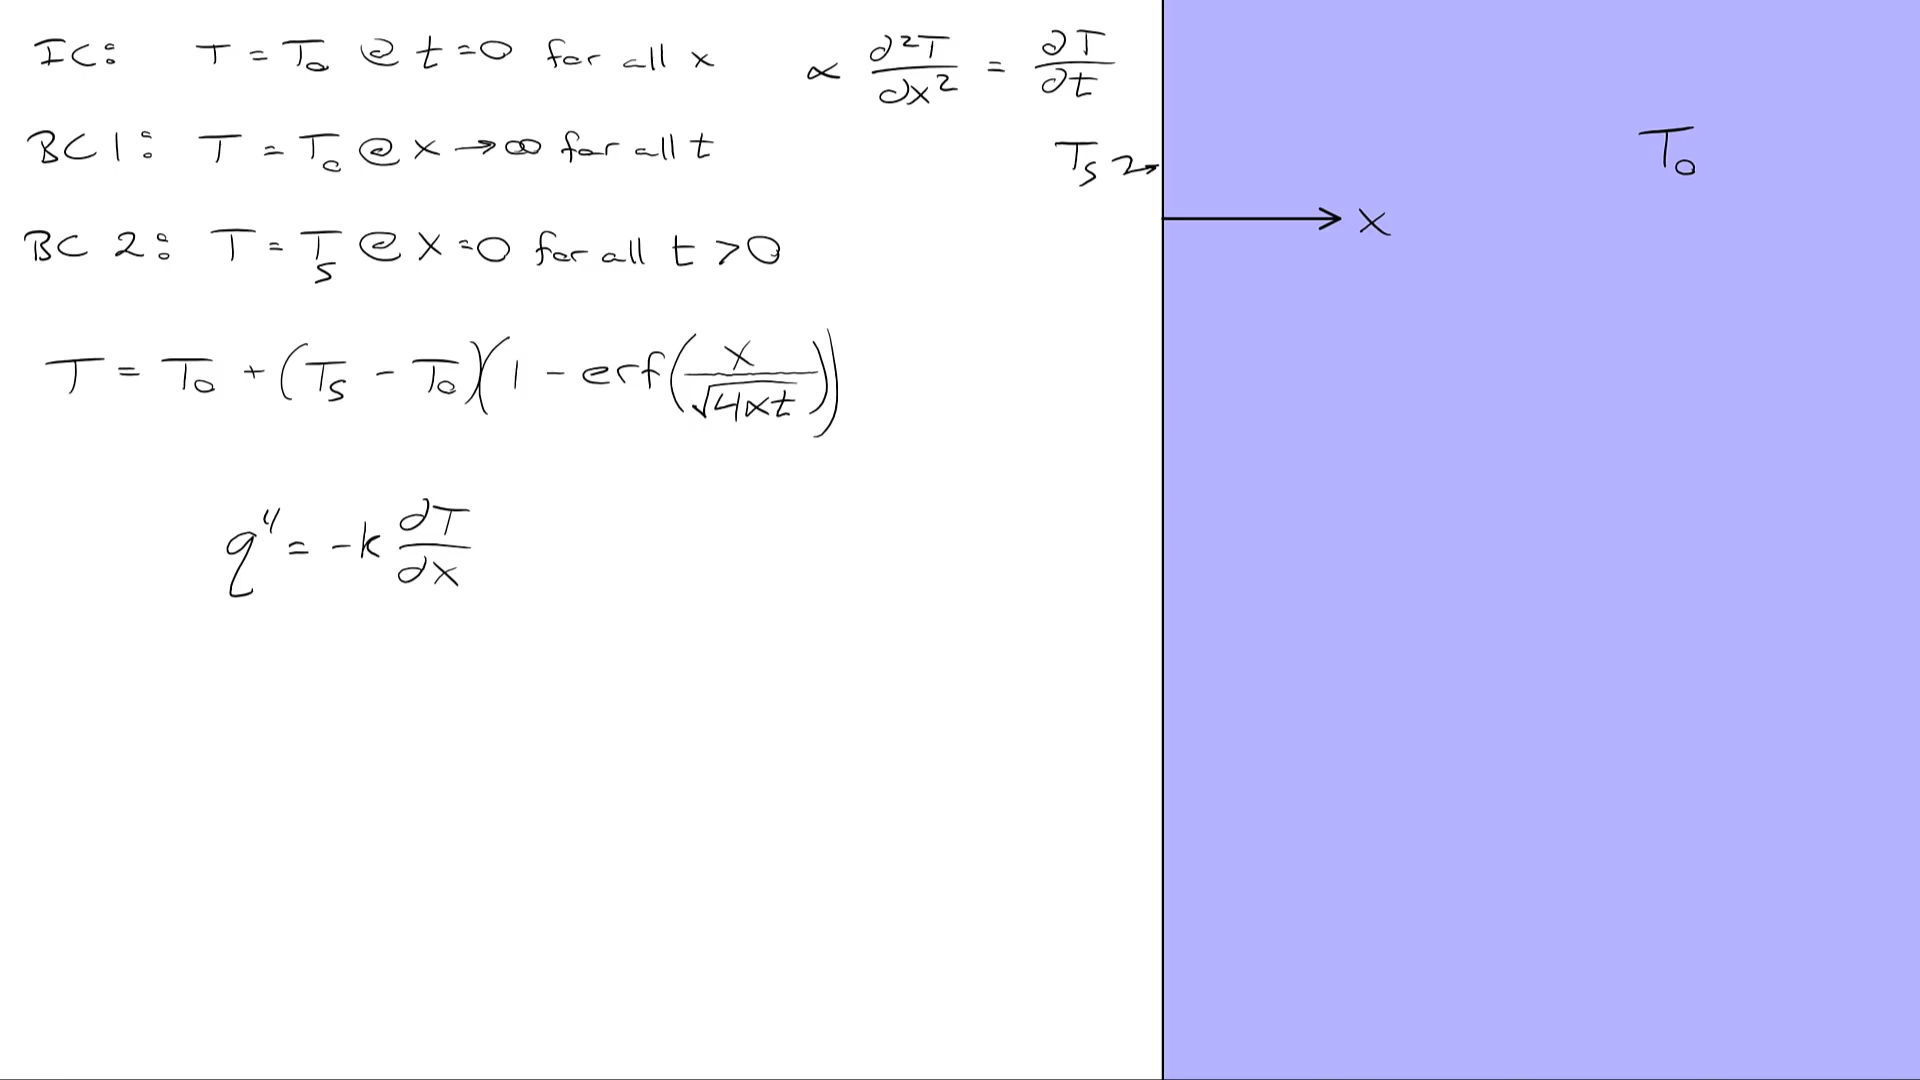 IC: T = T₀ @ t = 0 for all x
α ∂²T/∂x² = ∂T/∂t
BC 1: T = T₀ @ x → ∞ for all t
Tₛ
T₀
x
BC 2: T = Tₛ @ x = 0 for all t > 0
T = T₀ + (Tₛ - T₀)(1 - erf(x/√4αt))
q" = -k ∂T/∂x